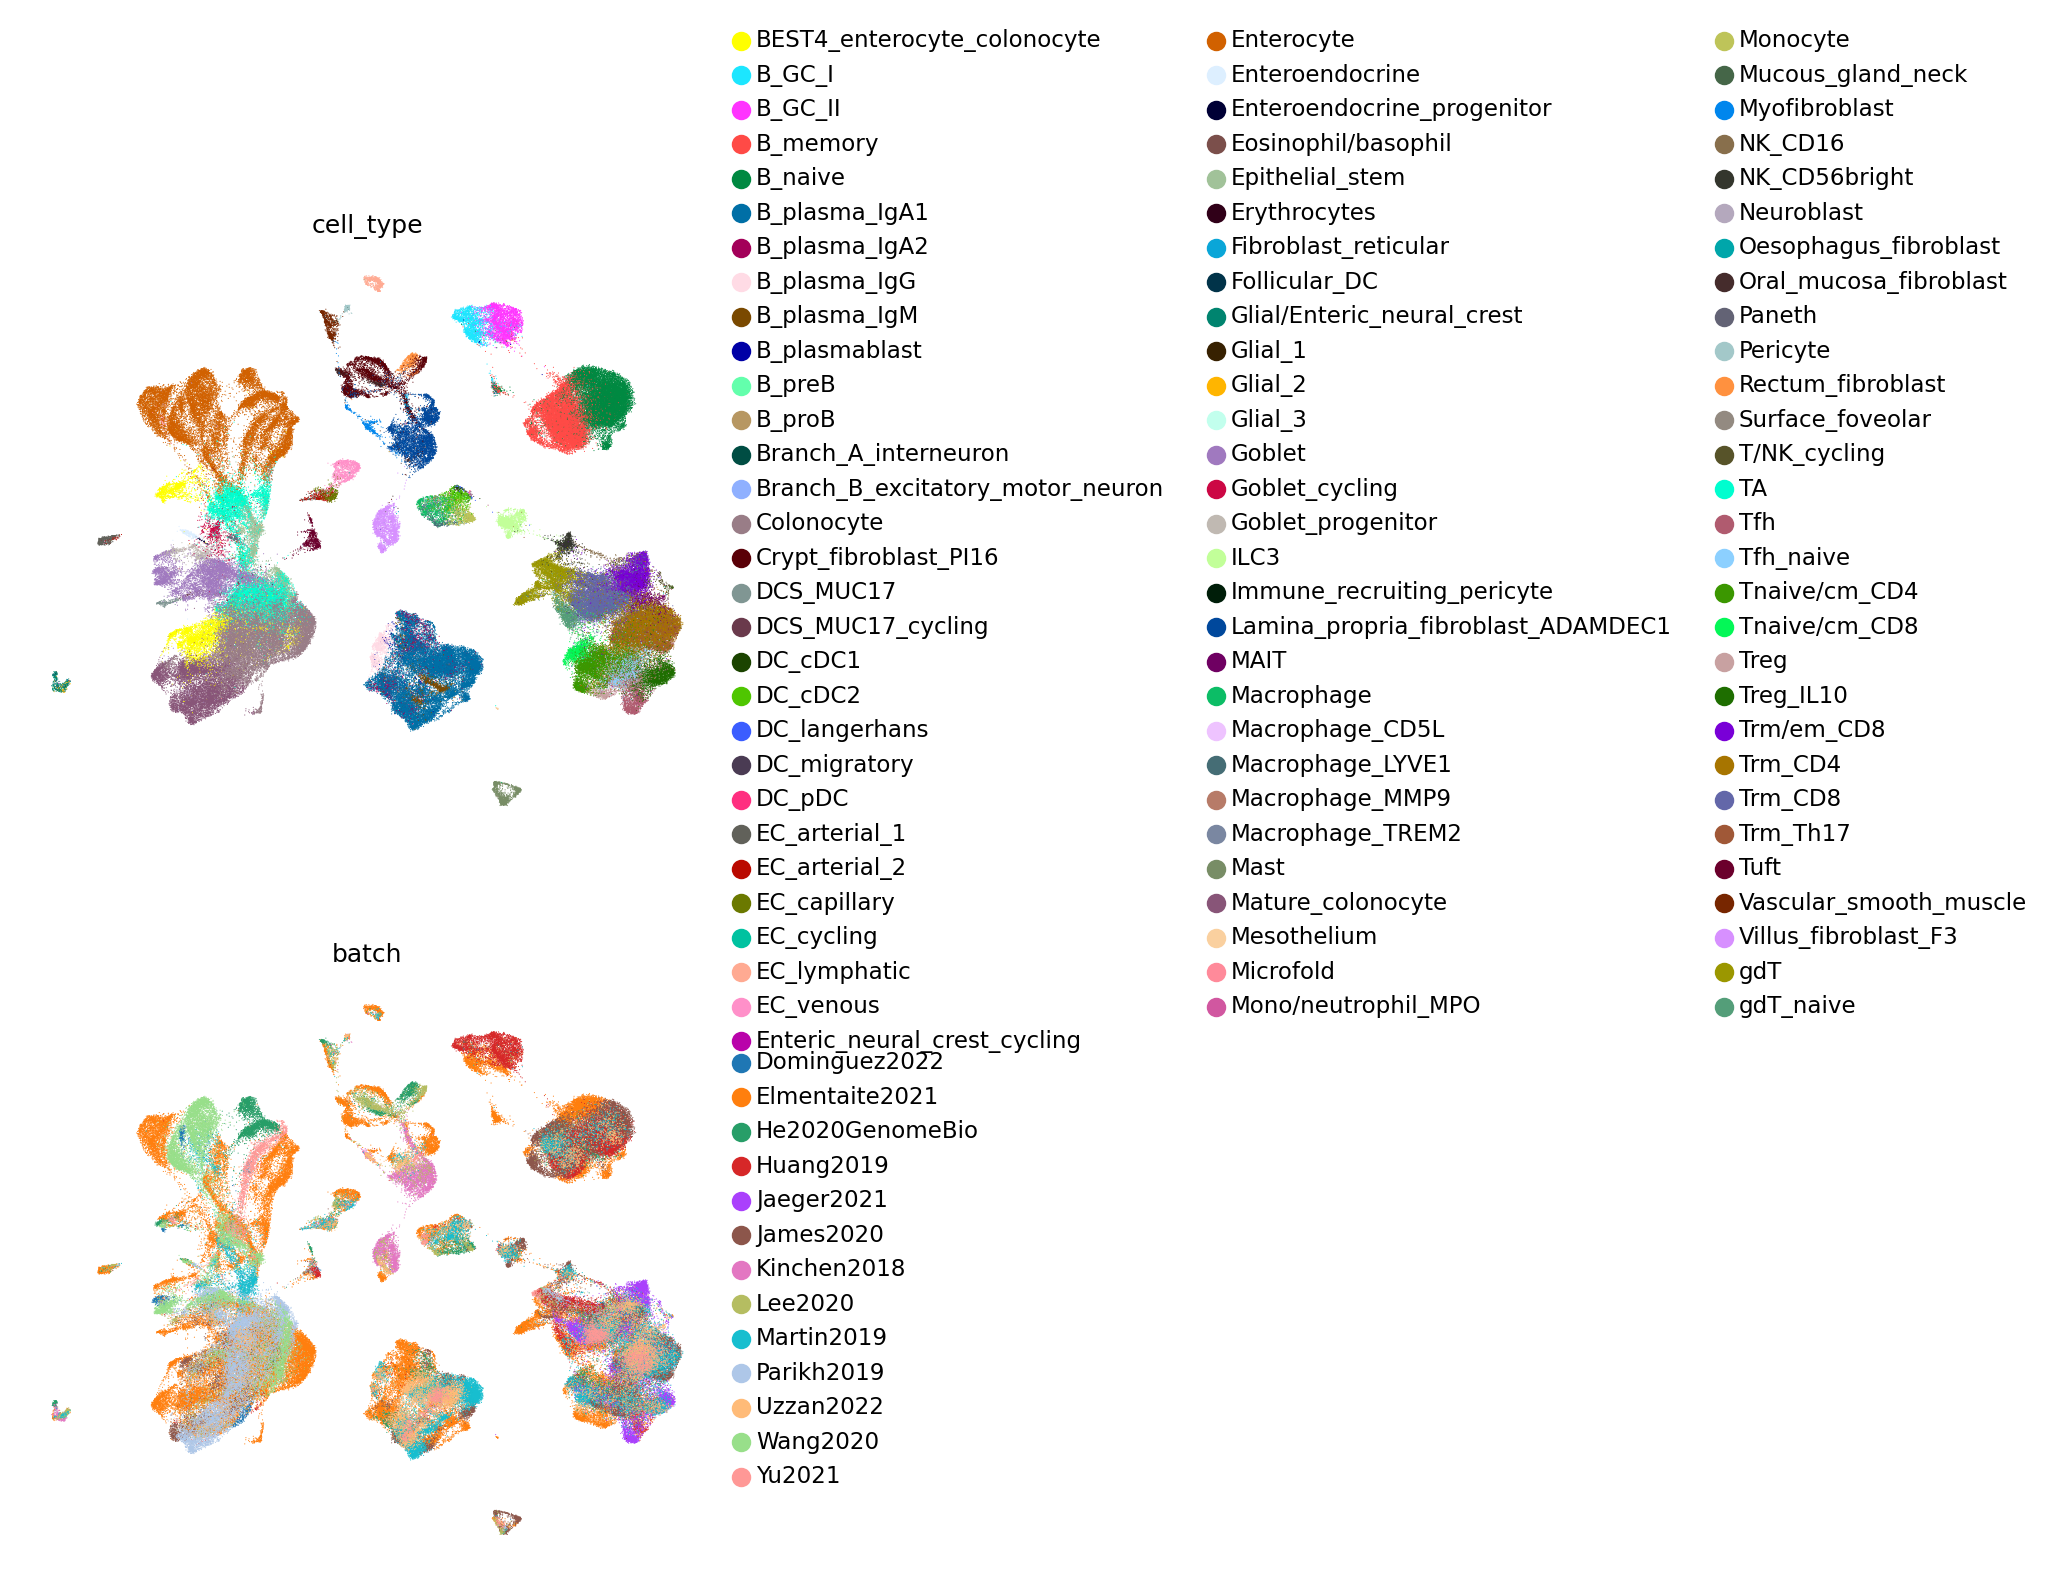 cell_type
BEST4_enterocyte_colonocyte
B_GC_I
B_GC_II
B_memory
B_naive
B_plasma_IgA1
B_plasma_IgA2
B_plasma_IgG
B_plasma_IgM
B_plasmablast
B_preB
B_proB
Branch_A_interneuron
Branch_B_excitatory_motor_neuron
Colonocyte
Crypt_fibroblast_PI16
DCS_MUC17
DCS_MUC17_cycling
DC_cDC1
DC_cDC2
DC_langerhans
DC_migratory
DC_pDC
EC_arterial_1
EC_arterial_2
EC_capillary
EC_cycling
EC_lymphatic
EC_venous
Enteric_neural_crest_cycling
Enterocyte
Enteroendocrine
Enteroendocrine_progenitor
Eosinophil/basophil
Epithelial_stem
Erythrocytes
Fibroblast_reticular
Follicular_DC
Glial/Enteric_neural_crest
Glial_1
Glial_2
Glial_3
Goblet
Goblet_cycling
Goblet_progenitor
ILC3
Immune_recruiting_pericyte
Lamina_propria_fibroblast_ADAMDEC1
MAIT
Macrophage
Macrophage_CD5L
Macrophage_LYVE1
Macrophage_MMP9
Macrophage_TREM2
Mast
Mature_colonocyte
Mesothelium
Microfold
Mono/neutrophil_MPO
Monocyte
Mucous_gland_neck
Myofibroblast
NK_CD16
NK_CD56bright
Neuroblast
Oesophagus_fibroblast
Oral_mucosa_fibroblast
Paneth
Pericyte
Rectum_fibroblast
Surface_foveolar
T/NK_cycling
TA
Tfh
Tfh_naive
Tnaive/cm_CD4
Tnaive/cm_CD8
Treg
Treg_IL10
Trm/em_CD8
Trm_CD4
Trm_CD8
Trm_Th17
Tuft
Vascular_smooth_muscle
Villus_fibroblast_F3
gdT
gdT_naive
batch
Dominguez2022
Elmentaite2021
He2020GenomeBio
Huang2019
Jaeger2021
James2020
Kinchen2018
Lee2020
Martin2019
Parikh2019
Uzzan2022
Wang2020
Yu2021